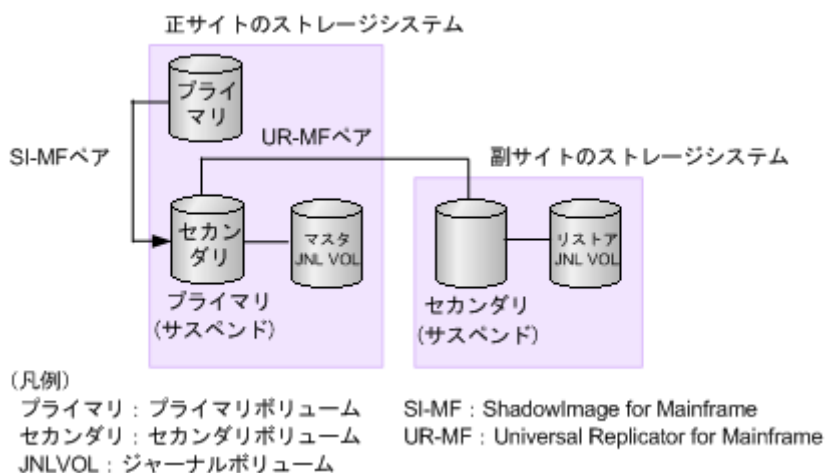 正サイトのストレージシステム
プライ
マリ
SI-MFペア
UR-MFペア
副サイトのストレージシステム
セカン
ダリ
マスタ
JNL VOL
リストア
JNL VOL
プライマリ
(サスペンド)
セカンダリ
(サスペンド)
(凡例)
プライマリ：プライマリボリューム
SI-MF：ShadowImage for Mainframe
セカンダリ：セカンダリボリューム
UR-MF：Universal Replicator for Mainframe
JNLVOL：ジャーナルボリューム